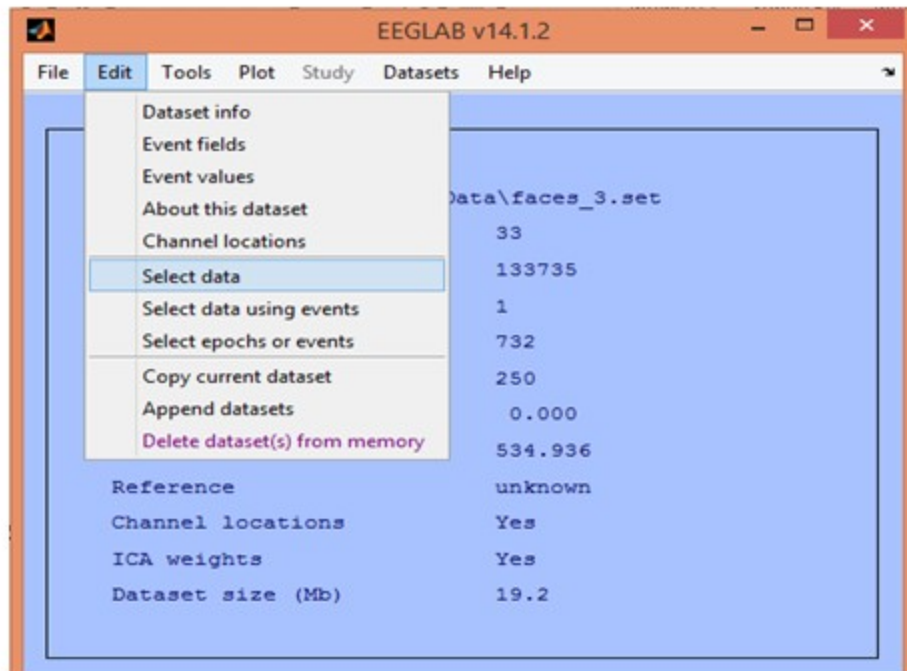 EEGLAB v14.1.2
File Edit Tools Plot Study Datasets Help
Dataset info
Event fields
Event values
About this dataset
Channel locations
Select data
Select data using events
Select epochs or events
Copy current dataset
Append datasets
Delete dataset(s) from memory
Data\faces_3.set
33
133735
1
732
250
0.000
534.936
Reference unknown
Channel locations Yes
ICA weights Yes
Dataset size (Mb) 19.2